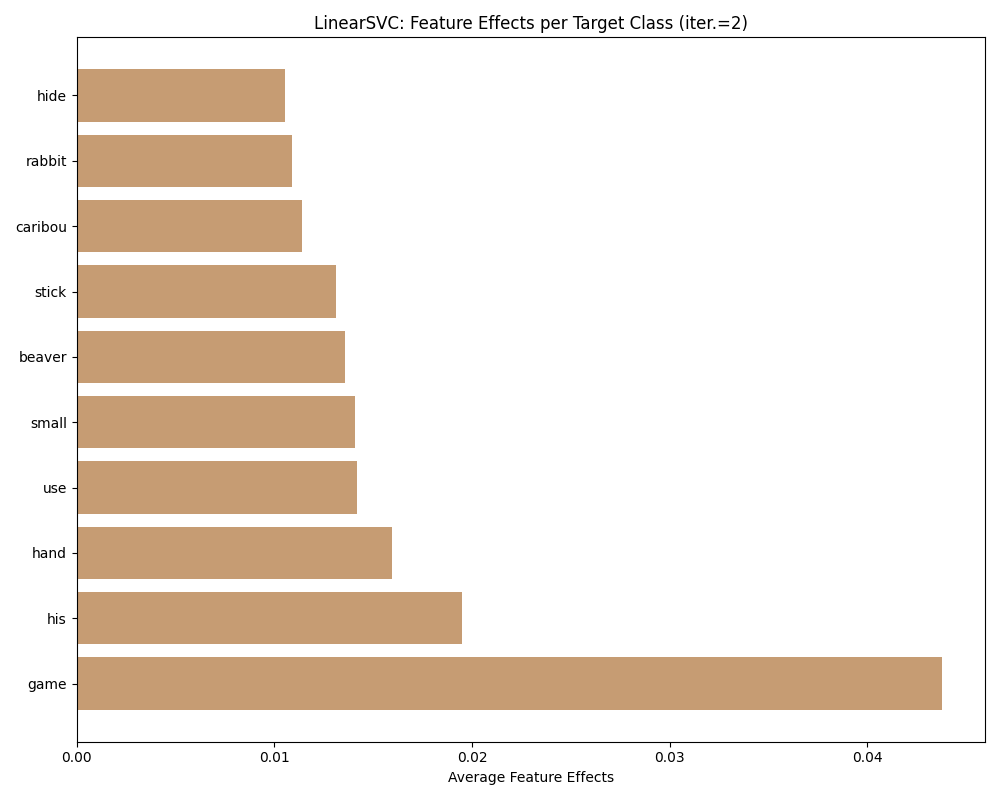 LinearSVC: Feature Effects per Target Class (iter.=2)
hide
rabbit
caribou
stick
beaver
small
use
hand
his
game
0.00 0.01 0.02 0.03 0.04
Average Feature Effects